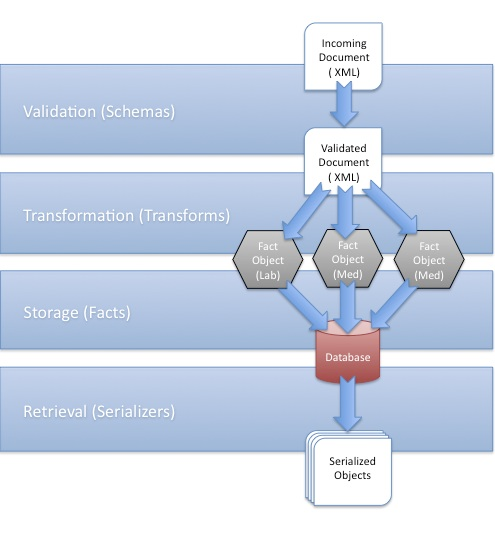 Incoming
Document
( XML)
Validation (Schemas)
Validated
Document
( XML)
Transformation (Transforms)
Fact
Object
(Lab)
Fact
Object
(Med)
Fact
Object
(Med)
Storage (Facts)
Database
Retrieval (Serializers)
Serialized
Objects